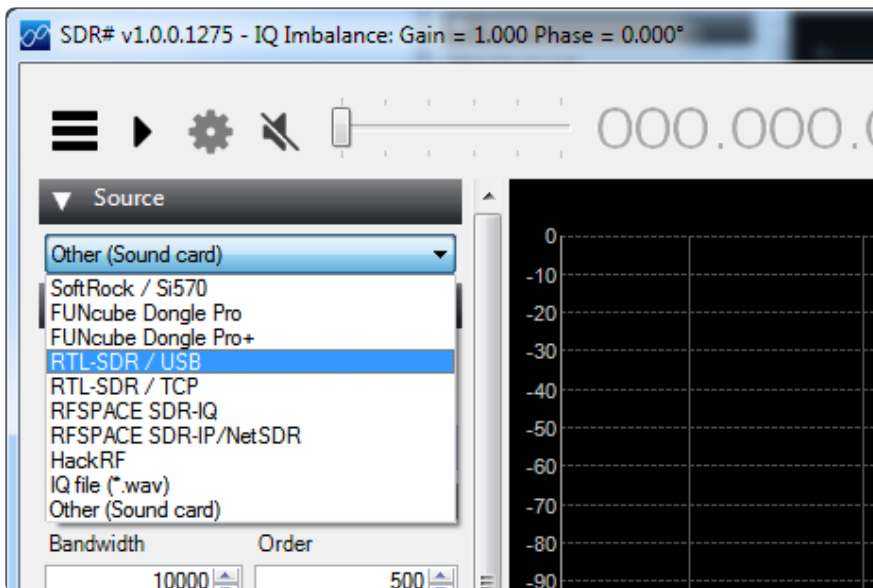 SDR# v1.0.0.1275 - IQ Imbalance: Gain = 1.000 Phase = 0.000°
000.000.0
Source
Other (Sound card)
SoftRock / Si570
FUNcube Dongle Pro
FUNcube Dongle Pro+
RTL-SDR / USB
RTL-SDR / TCP
RFSPACE SDR-IQ
RFSPACE SDR-IP/NetSDR
HackRF
IQ file (*.wav)
Other (Sound card)
Bandwidth Order
10000 500
0
-10
-20
-30
-40
-50
-60
-70
-80
-90